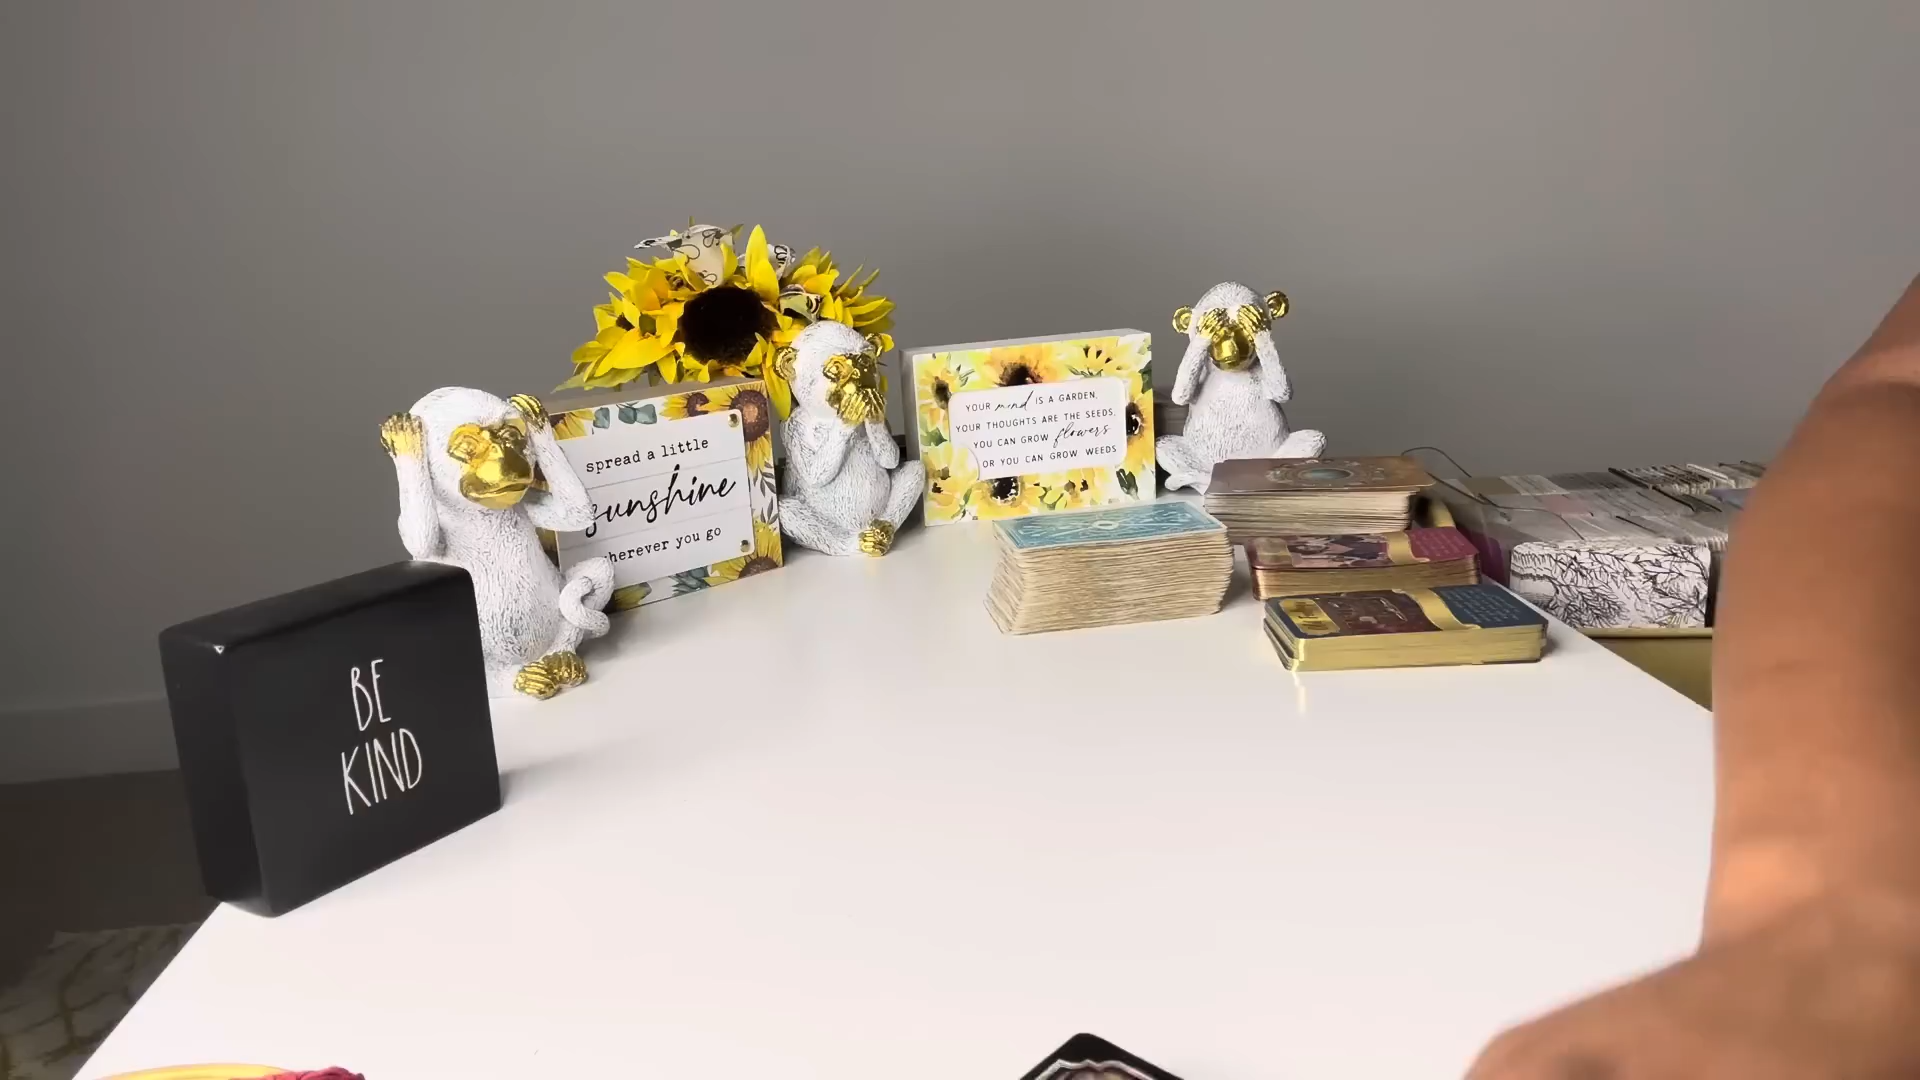 BE
KIND
spread a little
sunshine
wherever you go
YOUR mind IS A GARDEN,
YOUR THOUGHTS ARE THE SEEDS,
YOU CAN GROW flowers
OR YOU CAN GROW WEEDS